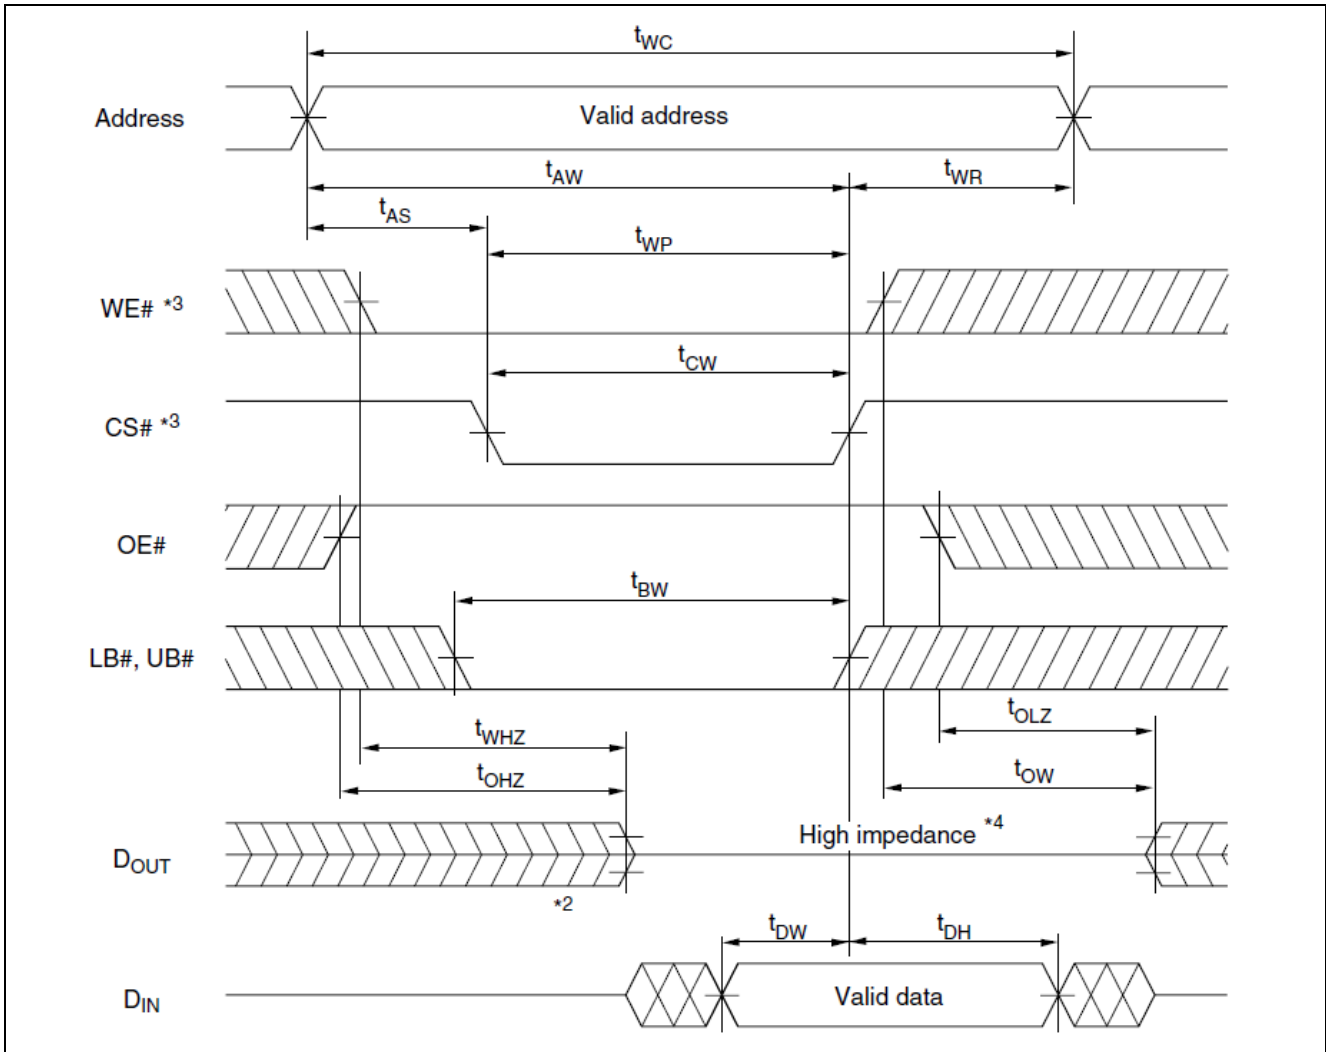 tWC
Address
Valid address
tAW
tWR
tAS
tWP
WE# *3
tCW
CS# *3
OE#
tBW
LB#, UB#
tOLZ
tWHZ
tOW
tOHZ
High impedance *4
DOUT
*2
tDW
tDH
DIN
Valid data